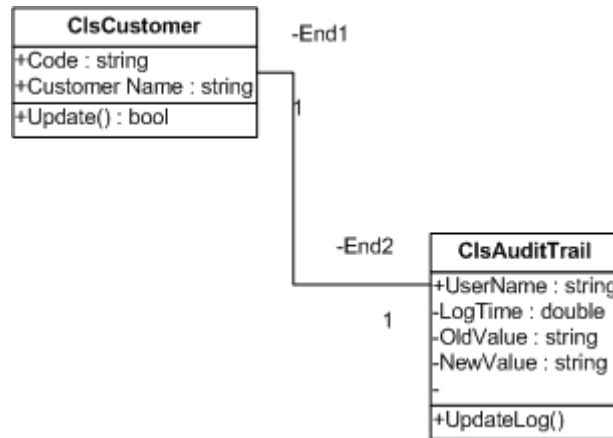 ClsCustomer
+Code : string
+Customer Name : string
+Update() : bool
-End1
1
-End2
1
ClsAuditTrail
+UserName : string
-LogTime : double
-OldValue : string
-NewValue : string
-
+UpdateLog()